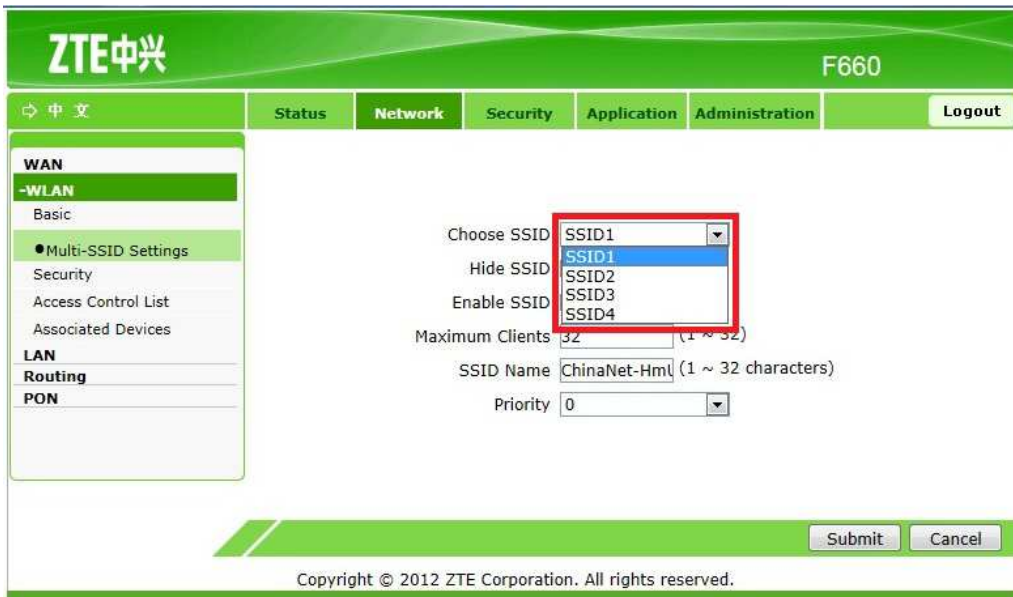 ZTE中兴
F660
中 文
Status Network Security Application Administration Logout
WAN
-WLAN
Basic
Multi-SSID Settings
Security
Access Control List
Associated Devices
LAN
Routing
PON
Choose SSID SSID1
SSID1
Hide SSID SSID2
Enable SSID SSID3
SSID4
Maximum Clients 32 (1 ~ 32)
SSID Name ChinaNet-HmU (1 ~ 32 characters)
Priority 0
Submit Cancel
Copyright © 2012 ZTE Corporation. All rights reserved.